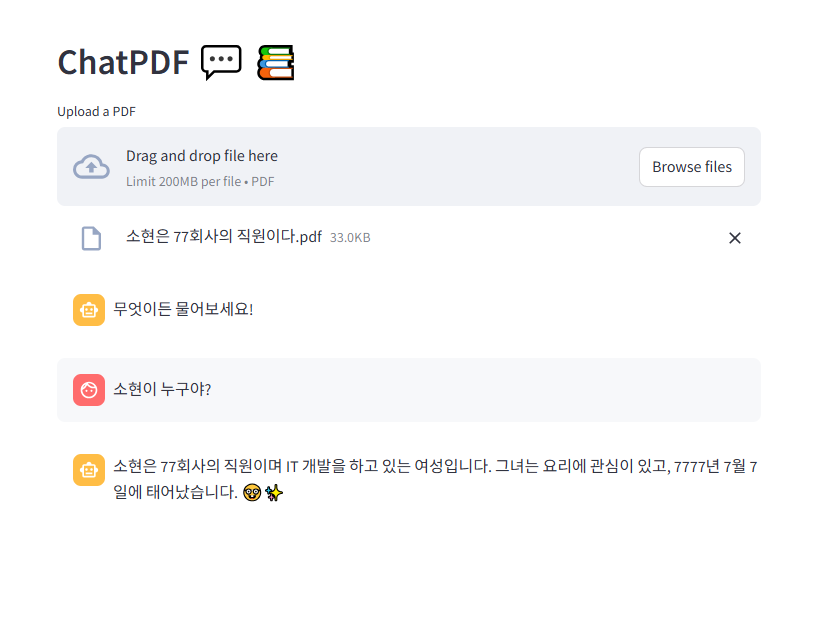 ChatPDF 💬 📚
Upload a PDF
Drag and drop file here
Limit 200MB per file • PDF
Browse files
소현은 77회사의 직원이다.pdf 33.0KB
무엇이든 물어보세요!
소현이 누구야?
소현은 77회사의 직원이며 IT 개발을 하고 있는 여성입니다. 그녀는 요리에 관심이 있고, 7777년 7월 7
일에 태어났습니다. 🤓✨